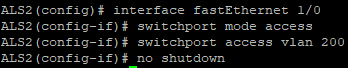 ALS2(config)# interface fastEthernet 1/0
ALS2(config-if)# switchport mode access
ALS2(config-if)# switchport access vlan 200
ALS2(config-if)# no shutdown